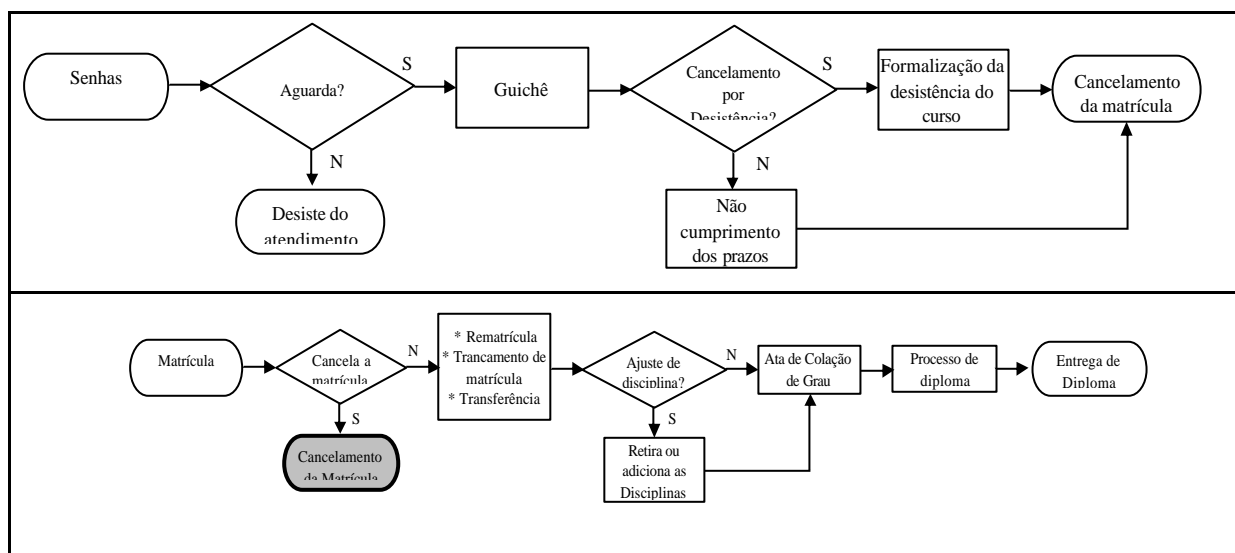 Senhas
Aguarda?
S
N
Desiste do
atendimento
Guichê
Cancelamento
por
Desistência?
S
N
Formalização da
desistência do
curso
Não
cumprimento
dos prazos
Cancelamento
da matrícula
Matrícula
Cancela a
matrícula
N
S
Cancelamento
da Matrícula
* Rematrícula
* Trancamento de
matrícula
* Transferência
Ajuste de
disciplina?
N
S
Retira ou
adiciona as
Disciplinas
Ata de Colação
de Grau
Processo de
diploma
Entrega de
Diploma